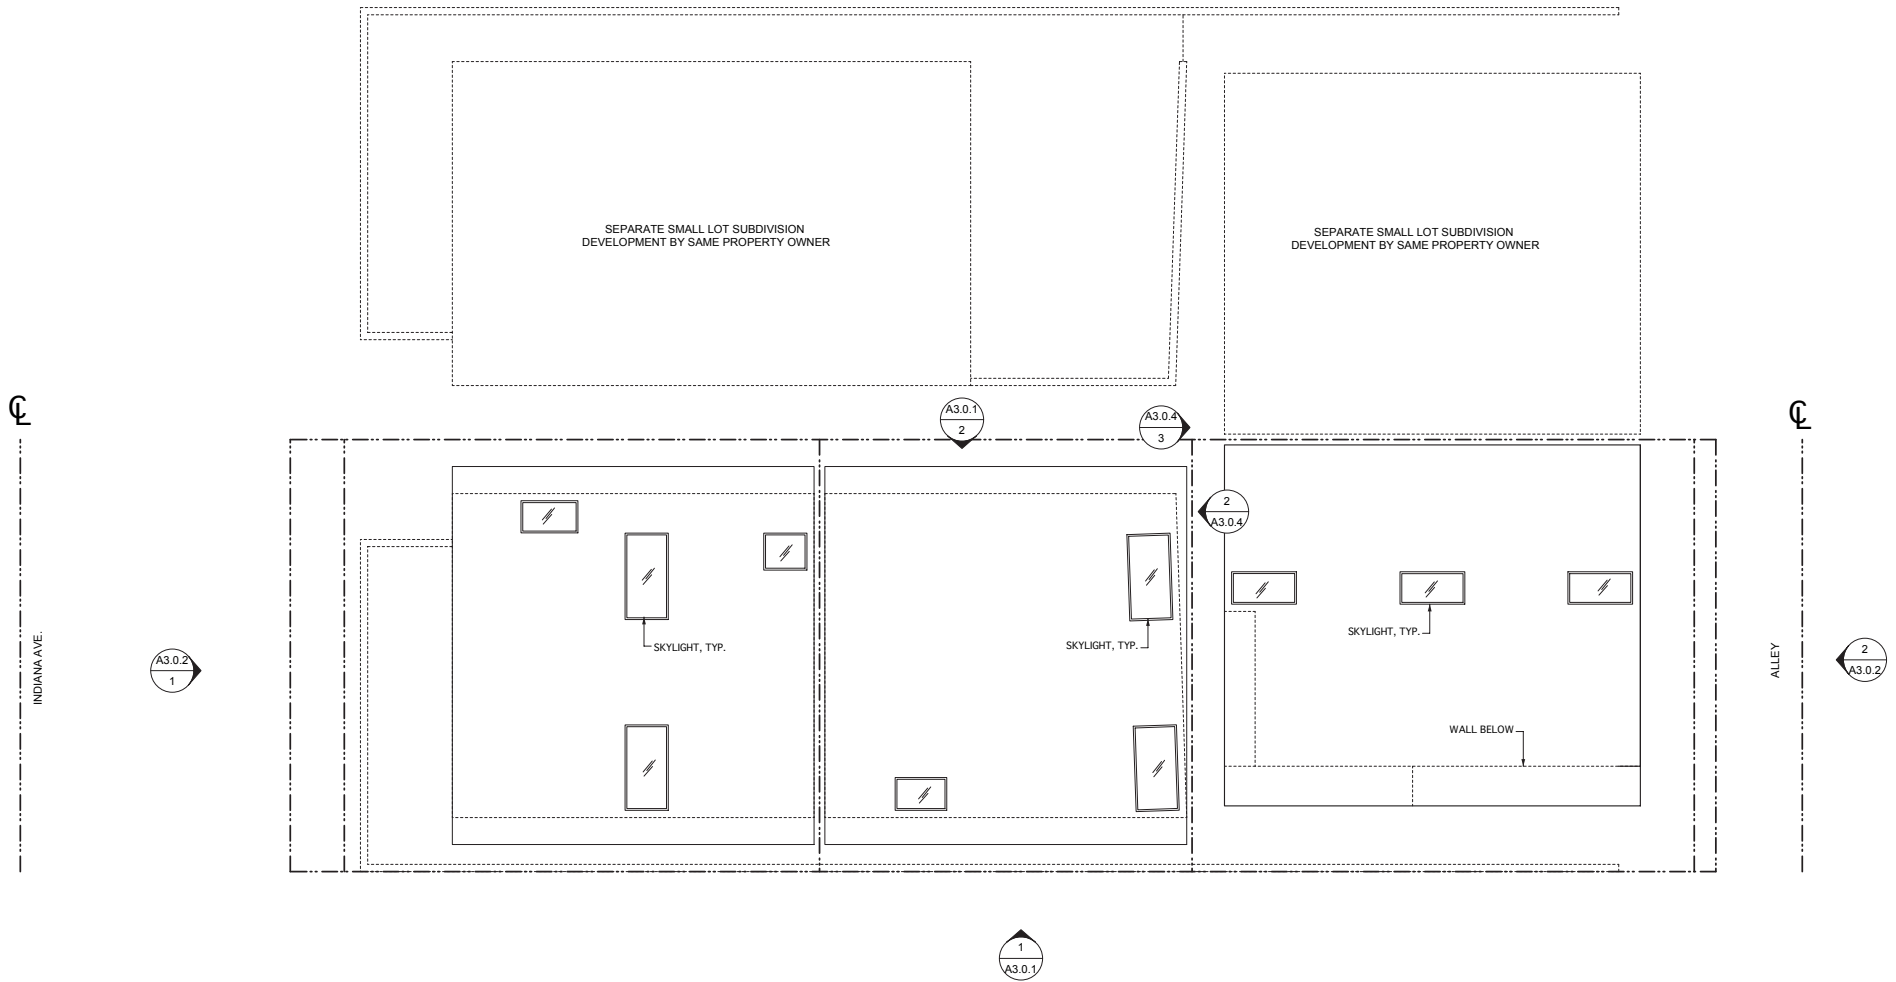 SEPARATE SMALL LOT SUBDIVISION
DEVELOPMENT BY SAME PROPERTY OWNER
SEPARATE SMALL LOT SUBDIVISION
DEVELOPMENT BY SAME PROPERTY OWNER
℄
℄
A3.0.1
2
A3.0.4
3
2
A3.0.4
SKYLIGHT, TYP.
SKYLIGHT, TYP.
SKYLIGHT, TYP.
INDIANA AVE.
A3.0.2
1
ALLEY
2
A3.0.2
WALL BELOW
1
A3.0.1